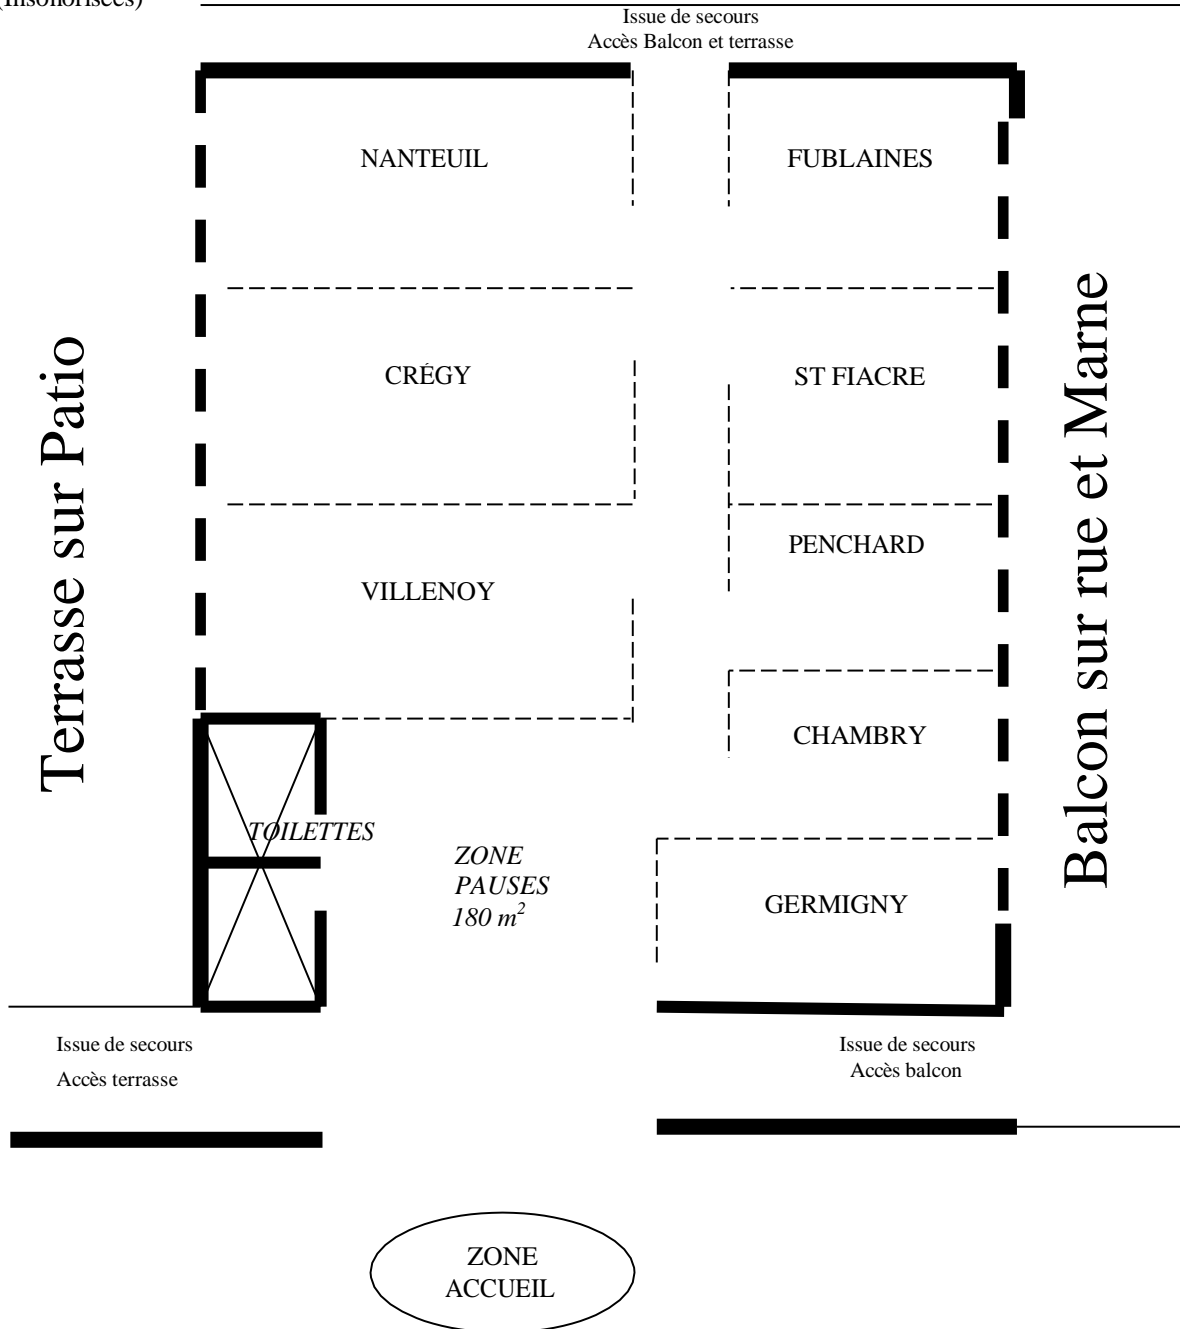 (Insonorisées)
Issue de secours
Accès Balcon et terrasse
NANTEUIL
FUBLAINES
CRÉGY
ST FIACRE
Terrasse sur Patio
Balcon sur rue et Marne
PENCHARD
VILLENOY
CHAMBRY
TOILETTES
ZONE
PAUSES
180 m²
GERMIGNY
Issue de secours
Accès terrasse
Issue de secours
Accès balcon
ZONE
ACCUEIL